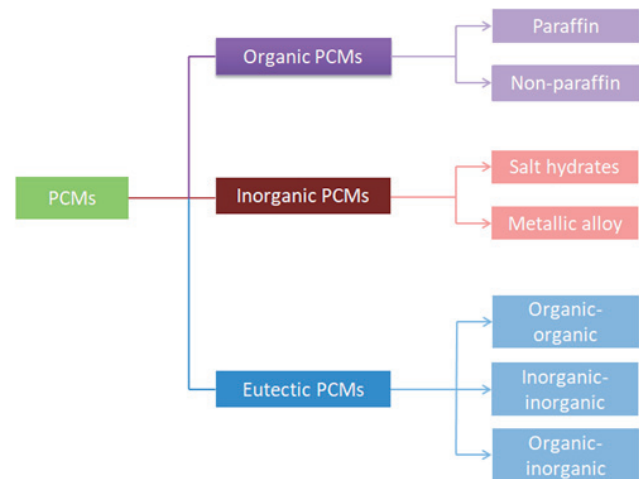 Paraffin
Organic PCMs
Non-paraffin
Salt hydrates
PCMs
Inorganic PCMs
Metallic alloy
Organic-
organic
Eutectic PCMs
Inorganic-
inorganic
Organic-
inorganic